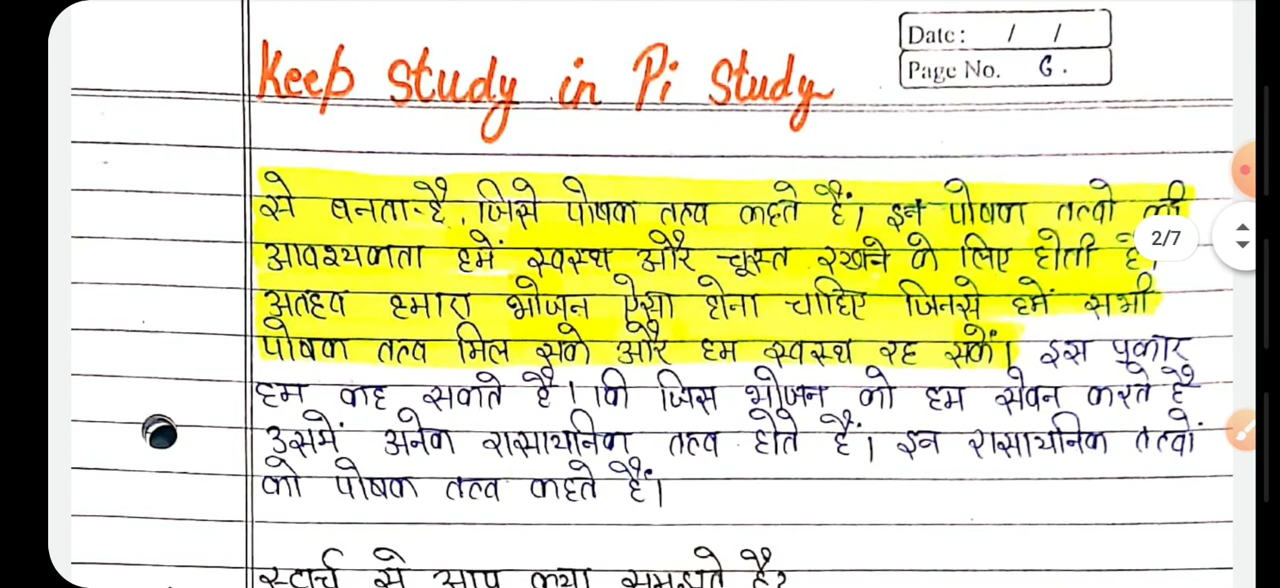 Date: / /
Page No. 6.
Keep study in Pi Study
से बनता है, जिसे पोषक तत्व कहते हैं। इन पोषक तत्वो की
2/7
आवश्यकता हमें स्वस्थ और चूस्त रखने के लिए होती है।
अतहव हमारा भोजन ऐसा होना चाहिए जिनसे हमें सभी
पोषक तत्व मिल सके और हम स्वस्थ रह सकें। इस प्रकार
हम कह सकते है। कि जिस भोजन को हम सेवन करते है
उसमें अनेक रासायनिक तत्व होते हैं। इन रासायनिक तत्वों
को पोषक तत्व कहते हैं।
स्टार्च से आप क्या समझते है?